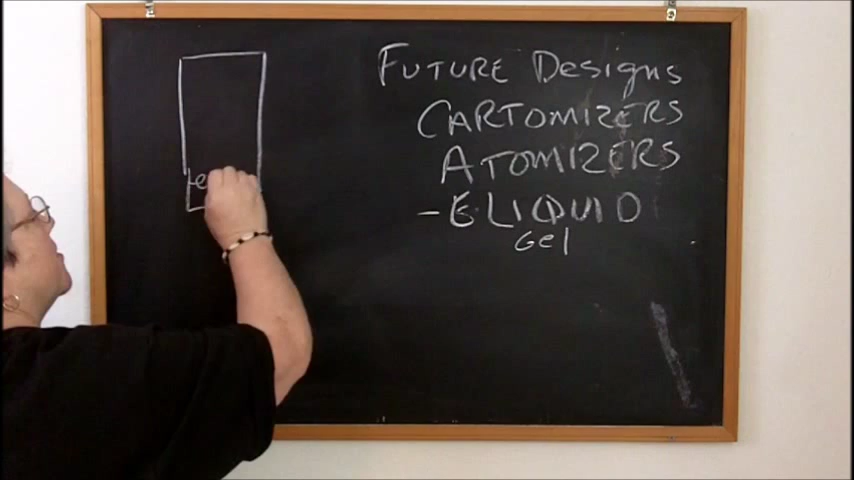 Future Designs
CARTOMIZERS
ATOMIZERS
- ELIQUID
Gel